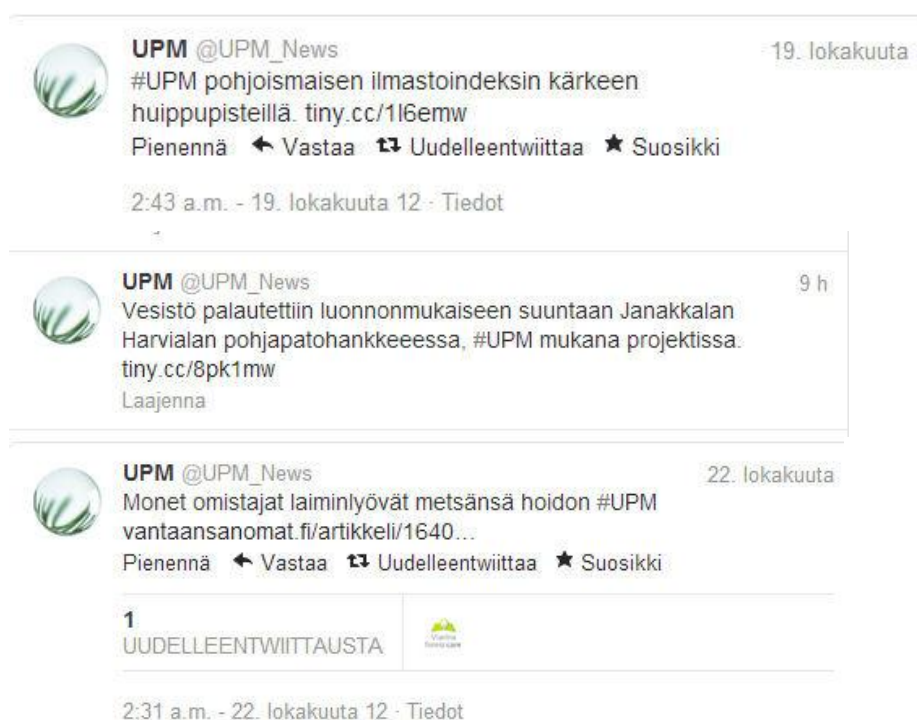 UPM @UPM_News 19. lokakuuta
#UPM pohjoismaisen ilmastoindeksin kärkeen
huippupisteillä. tiny.cc/1l6emw
Pienennä Vastaa Uudelleentwiittaa Suosikki
2:43 a.m. - 19. lokakuuta 12 · Tiedot
UPM @UPM_News 9 h
Vesistö palautettiin luonnonmukaiseen suuntaan Janakkalan
Harvialan pohjapatohankkeeessa, #UPM mukana projektissa.
tiny.cc/8pk1mw
Laajenna
UPM @UPM_News 22. lokakuuta
Monet omistajat laiminlyövät metsänsä hoidon #UPM
vantaansanomat.fi/artikkeli/1640…
Pienennä Vastaa Uudelleentwiittaa Suosikki
1
UUDELLEENTWIITTAUSTA
2:31 a.m. - 22. lokakuuta 12 · Tiedot